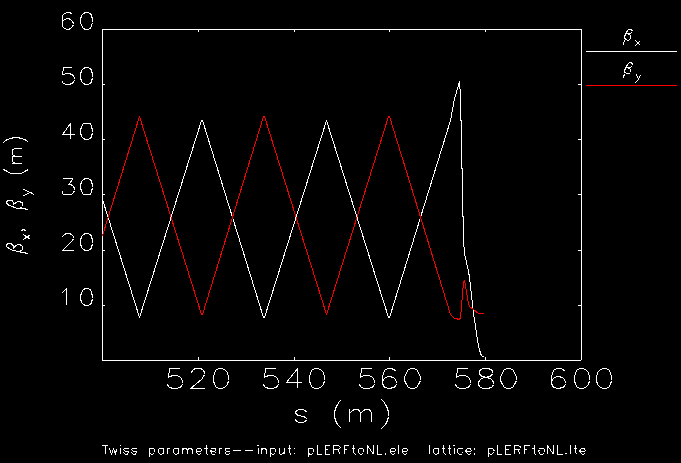 60
50
40
30
20
10
βx, βy (m)
520 540 560 580 600
s (m)
βx
βy
Twiss parameters--input: pLERFtoNL.ele lattice: pLERFtoNL.lte